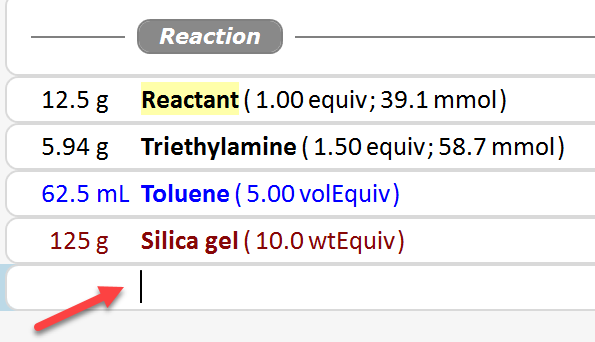 Reaction
12.5 g Reactant ( 1.00 equiv; 39.1 mmol)
5.94 g Triethylamine ( 1.50 equiv; 58.7 mmol)
62.5 mL Toluene ( 5.00 volEquiv)
125 g Silica gel ( 10.0 wtEquiv)